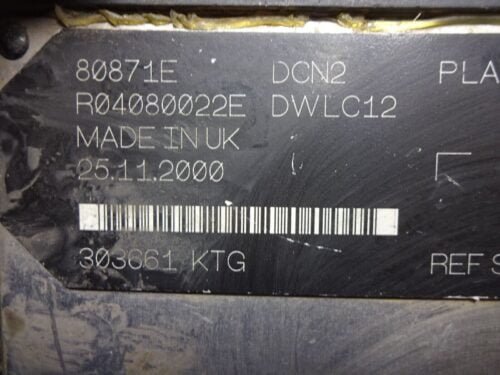 80871E DCN2 PLA
R04080022E DWLC12
MADE IN UK
25.11.2000
303661 KTG REF S